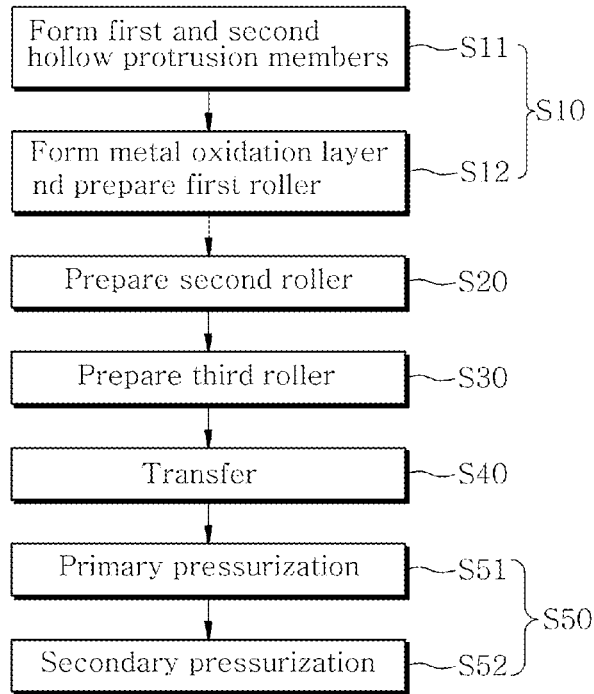 Form first and second
hollow protrusion members
S11
S10
Form metal oxidation layer
nd prepare first roller
S12
Prepare second roller
S20
Prepare third roller
S30
Transfer
S40
Primary pressurization
S51
S50
Secondary pressurization
S52